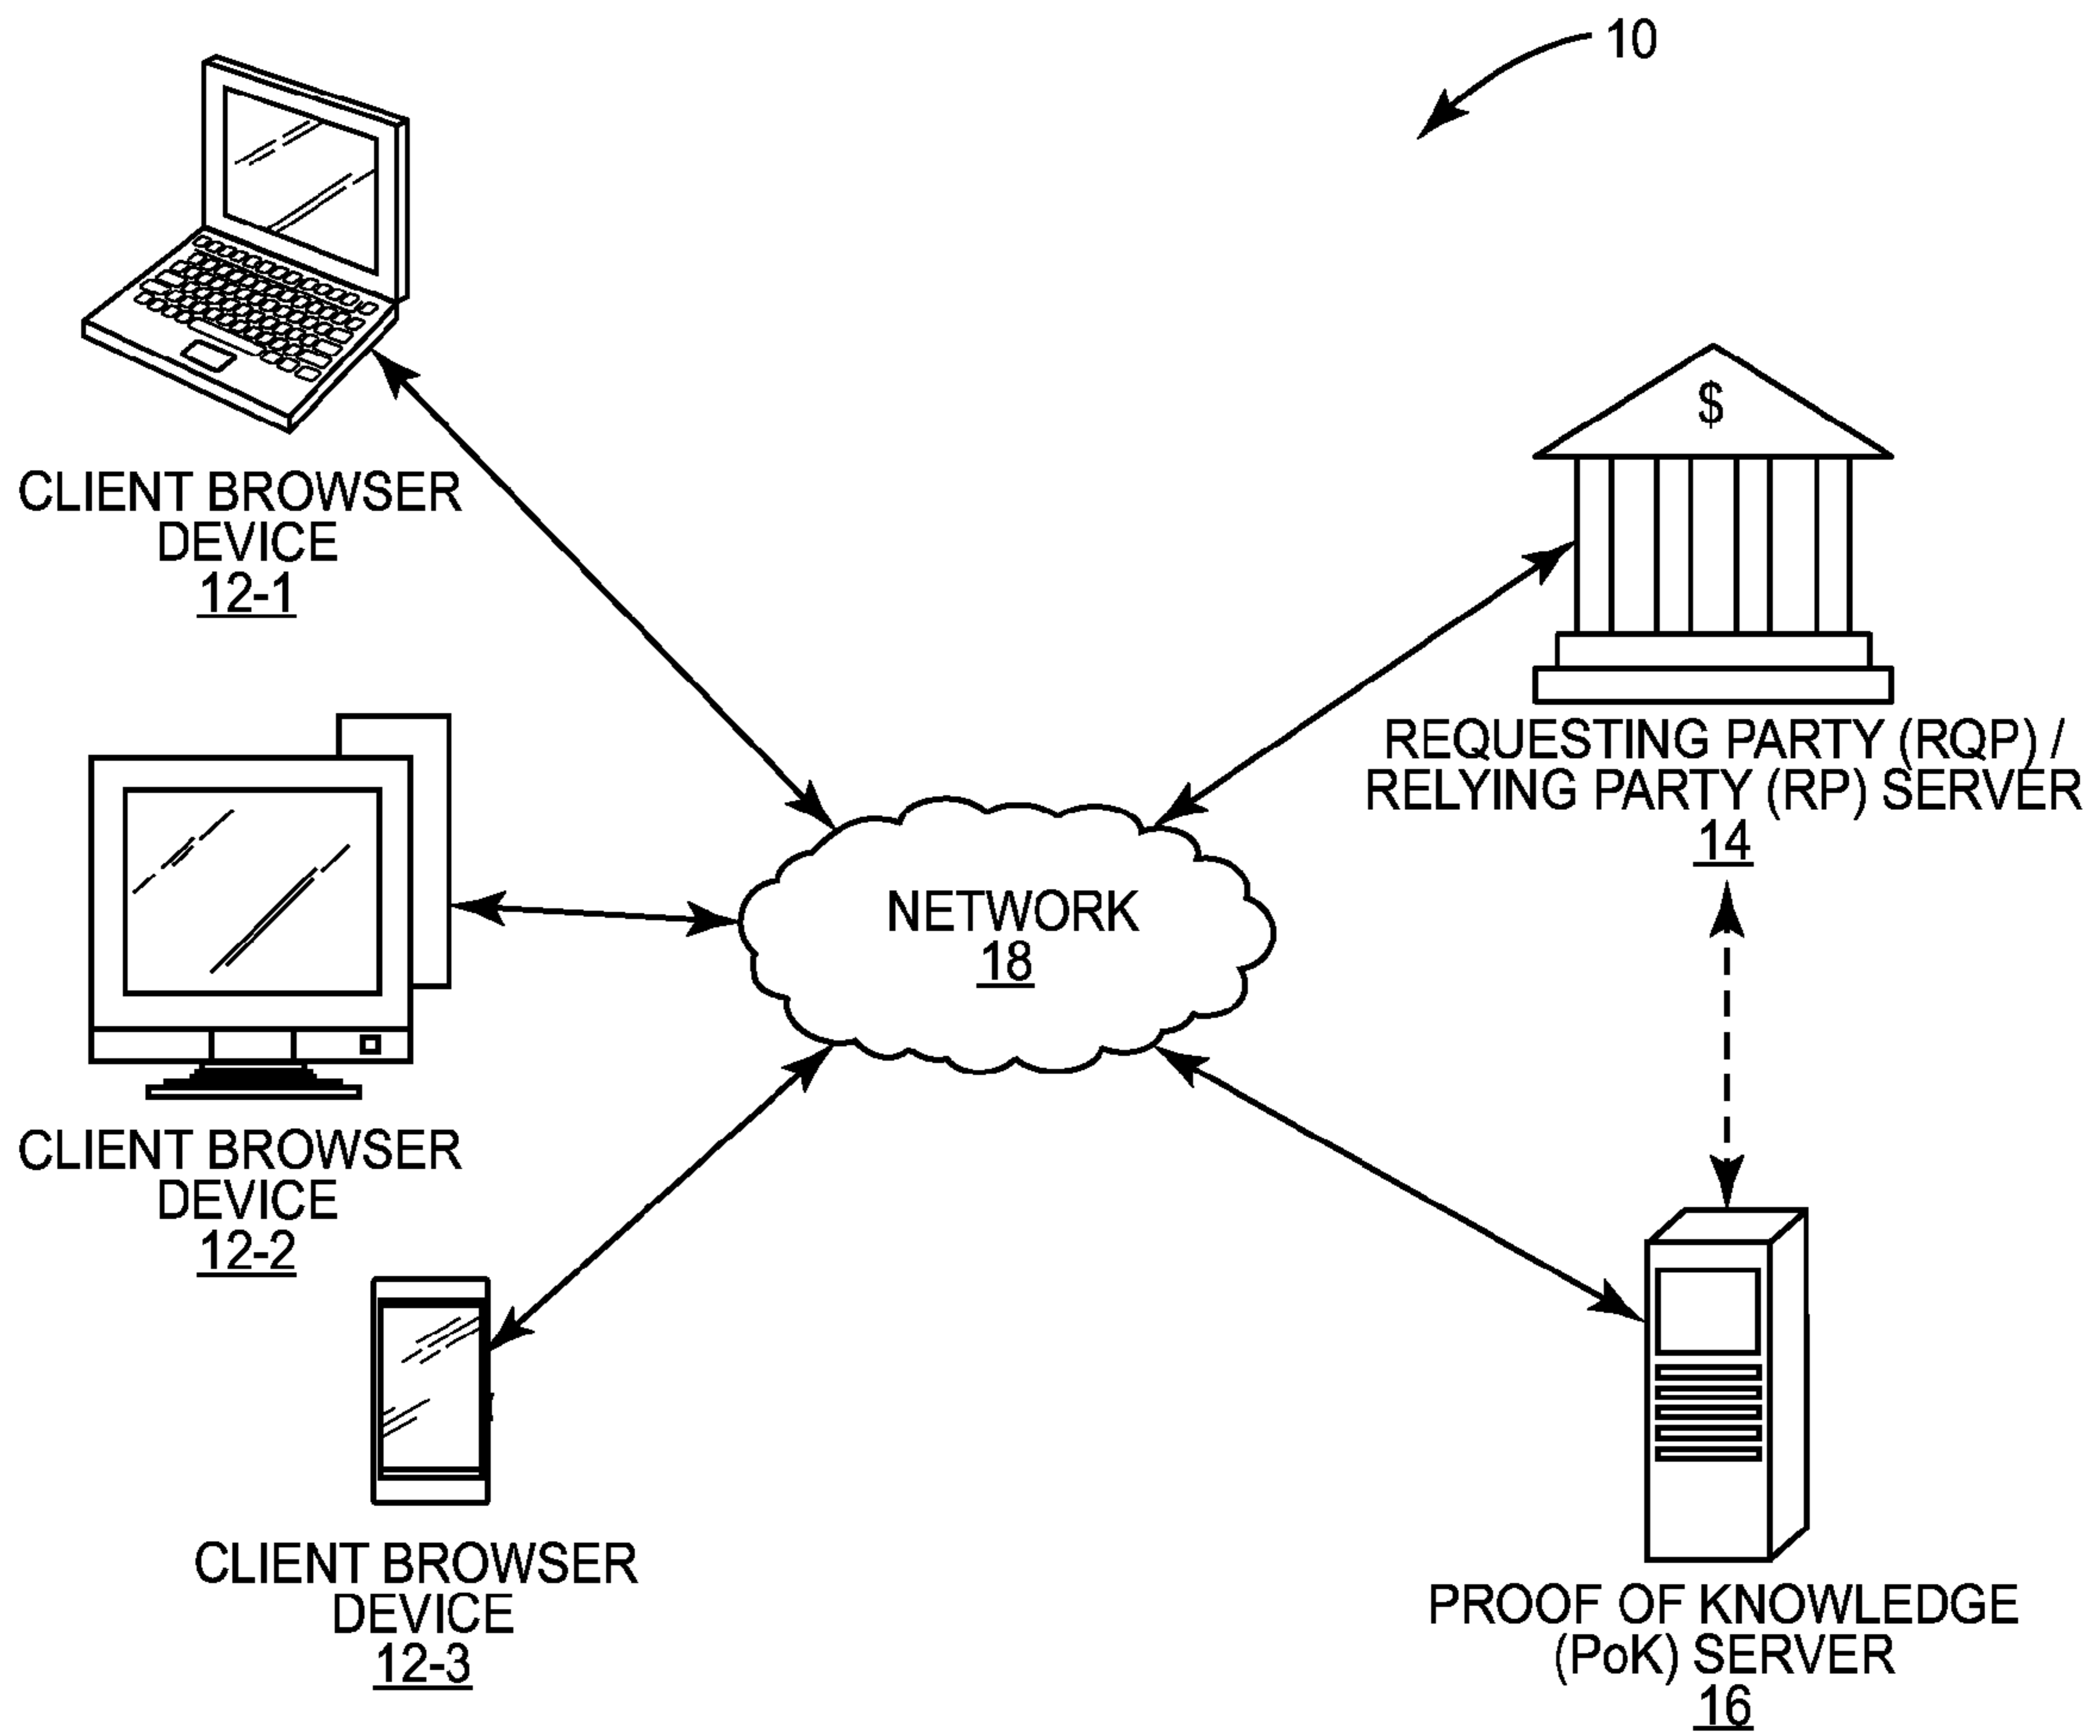 10
$
CLIENT BROWSER
DEVICE
12-1
REQUESTING PARTY (RQP) /
RELYING PARTY (RP) SERVER
14
NETWORK
18
CLIENT BROWSER
DEVICE
12-2
CLIENT BROWSER
DEVICE
12-3
PROOF OF KNOWLEDGE
(PoK) SERVER
16